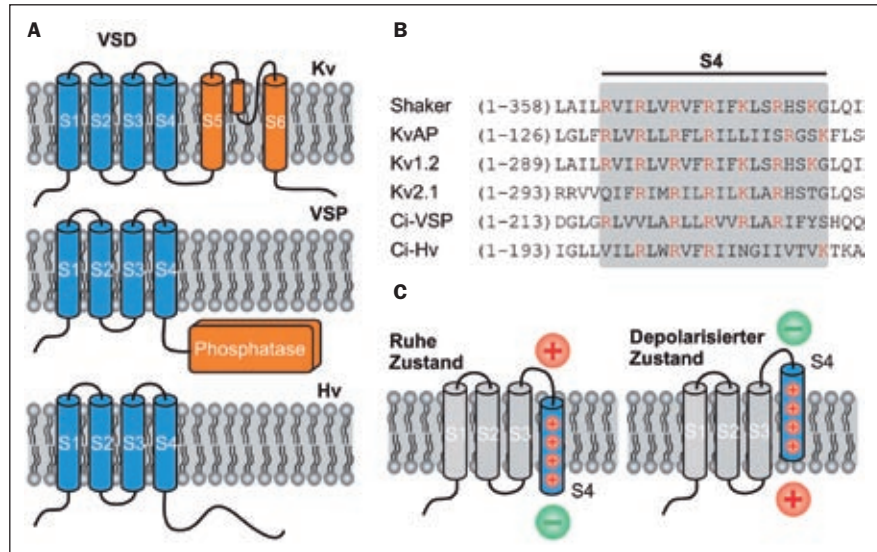 A
VSD
Kv
S1 S2 S3 S4 S5 S6
VSP
S1 S2 S3 S4
Phosphatase
Hv
S1 S2 S3 S4
B
S4
Shaker (1-358) LAILRVIRLVRVFRIFKLSRHSKGLQI
KvAP (1-126) LGLFRLVRLLRFLRILLIISRGSKFLS
Kv1.2 (1-289) LAILRVIRLVRVFRIFKLSRHSKGLQI
Kv2.1 (1-293) RRVVQIFRIMRILRILKLARHSTGLQS
Ci-VSP (1-213) DGLGRLVVLARLLRVVRLARIFYSHQQ
Ci-Hv (1-193) IGLLVILRLWRVFRIINGIIVTVKTKA
C
Ruhe
Zustand
+
S1 S2 S3
+
+
+
+
S4
−
Depolarisierter
Zustand
−
S4
S1 S2 S3
+
+
+
+
+